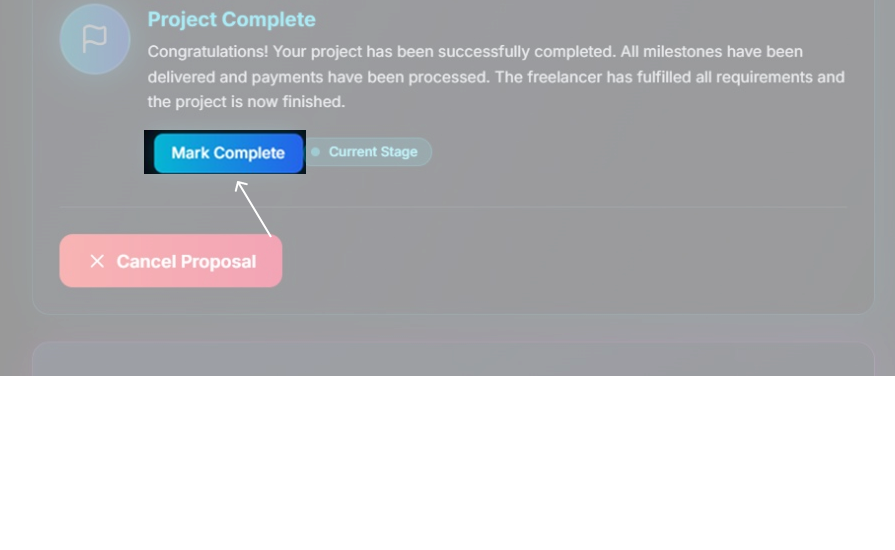 Project Complete
Congratulations! Your project has been successfully completed. All milestones have been
delivered and payments have been processed. The freelancer has fulfilled all requirements and
the project is now finished.
Mark Complete
Current Stage
Cancel Proposal